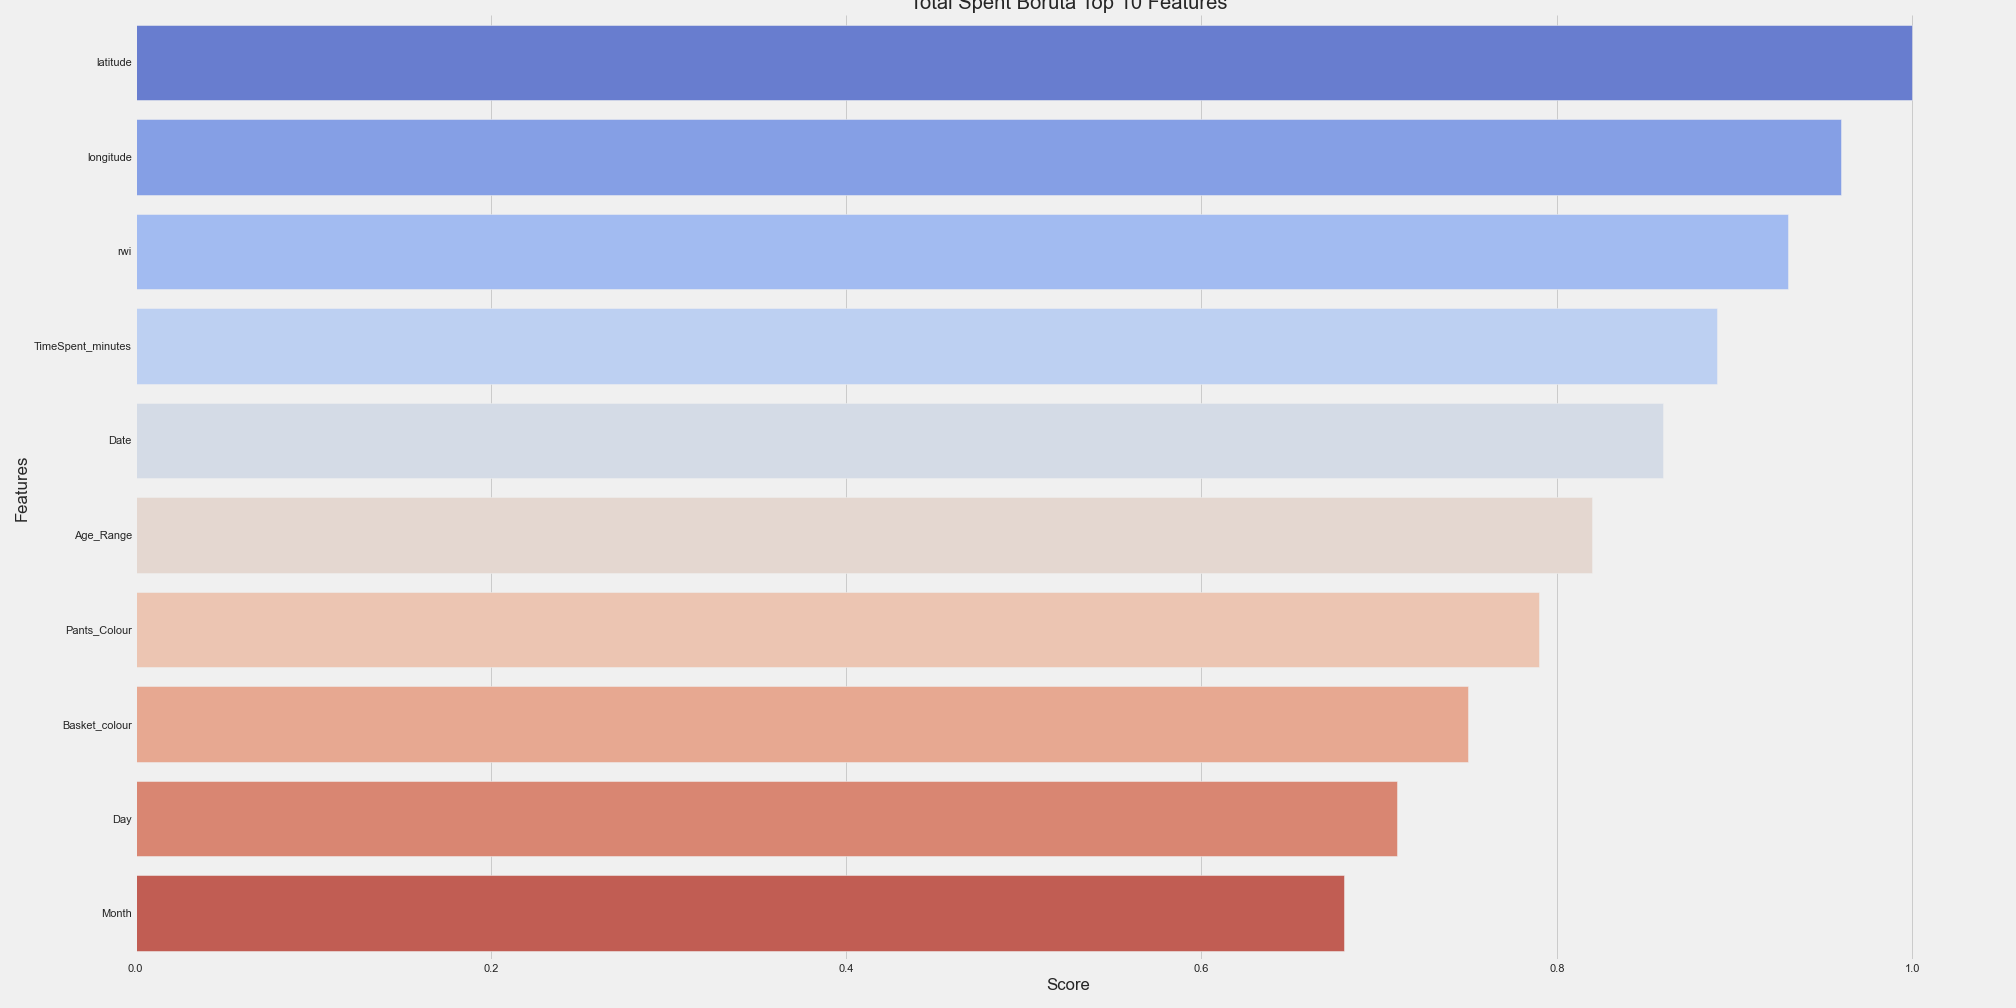 Total Spent Boruta Top 10 Features
latitude
longitude
rwi
TimeSpent_minutes
Date
Age_Range
Pants_Colour
Basket_colour
Day
Month
Features
0.0 0.2 0.4 0.6 0.8 1.0
Score